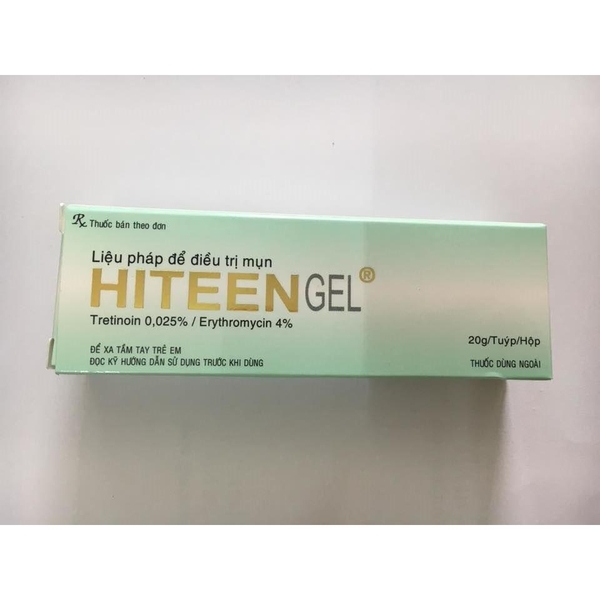 Rx Thuốc bán theo đơn
Liệu pháp để điều trị mụn
HITEEN GEL®
Tretinoin 0,025% / Erythromycin 4%
20g/Tuýp/Hộp
ĐỂ XA TẦM TAY TRẺ EM
ĐỌC KỸ HƯỚNG DẪN SỬ DỤNG TRƯỚC KHI DÙNG
THUỐC DÙNG NGOÀI